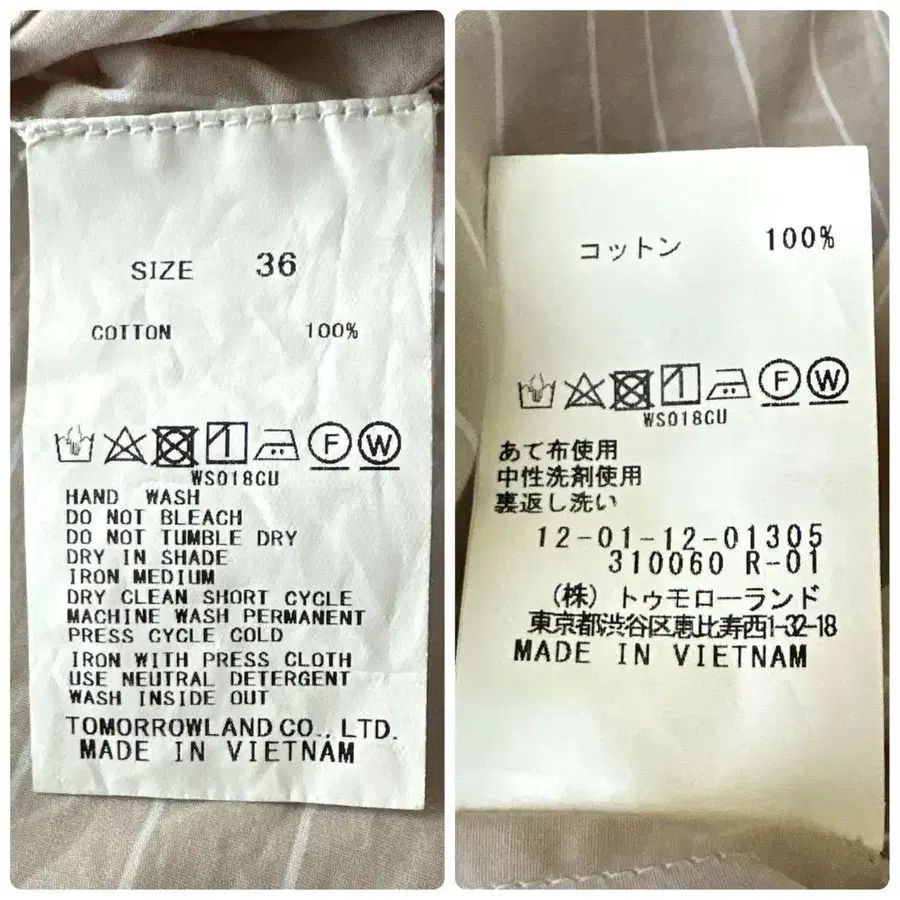 SIZE 36
COTTON 100%
F W
WS018CU
HAND WASH
DO NOT BLEACH
DO NOT TUMBLE DRY
DRY IN SHADE
IRON MEDIUM
DRY CLEAN SHORT CYCLE
MACHINE WASH PERMANENT
PRESS CYCLE COLD
IRON WITH PRESS CLOTH
USE NEUTRAL DETERGENT
WASH INSIDE OUT
TOMORROWLAND CO., LTD.
MADE IN VIETNAM
コットン 100%
F W
WS018CU
あて布使用
中性洗剤使用
裏返し洗い
12-01-12-01305
310060 R-01
(株) トゥモローランド
東京都渋谷区恵比寿西1-32-18
MADE IN VIETNAM